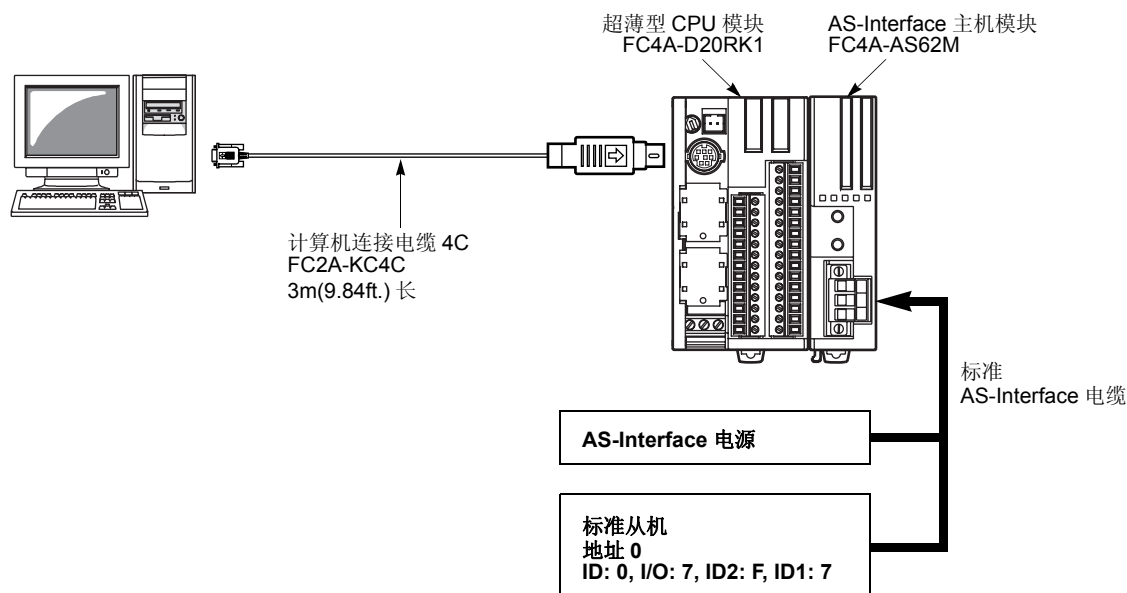 超薄型 CPU 模块
FC4A-D20RK1
AS-Interface 主机模块
FC4A-AS62M
计算机连接电缆 4C
FC2A-KC4C
3m(9.84ft.) 长
标准
AS-Interface 电缆
AS-Interface 电源
标准从机
地址 0
ID: 0, I/O: 7, ID2: F, ID1: 7